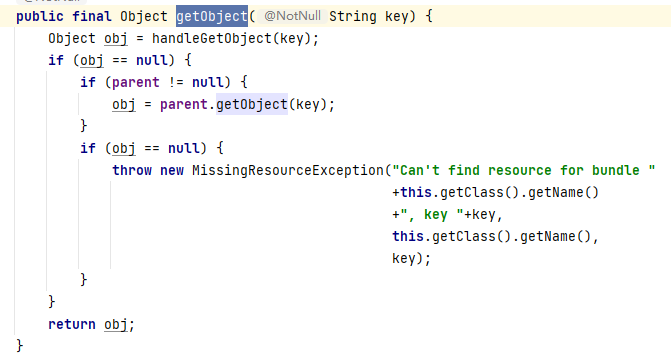 @NotNull
public final Object getObject( @NotNull String key) {
    Object obj = handleGetObject(key);
    if (obj == null) {
        if (parent != null) {
            obj = parent.getObject(key);
        }
        if (obj == null) {
            throw new MissingResourceException("Can't find resource for bundle "
                                               +this.getClass().getName()
                                               +", key "+key,
                                               this.getClass().getName(),
                                               key);
        }
    }
    return obj;
}